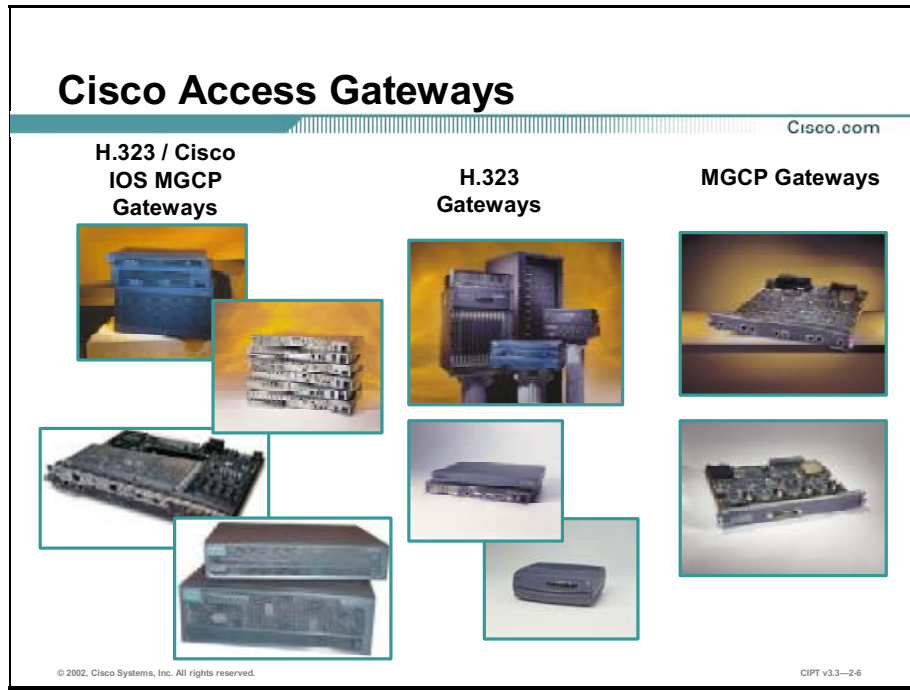 Cisco Access Gateways
Cisco.com
H.323 / Cisco
IOS MGCP
Gateways
H.323
Gateways
MGCP Gateways
© 2002, Cisco Systems, Inc. All rights reserved.
CIPT v3.3—2-6